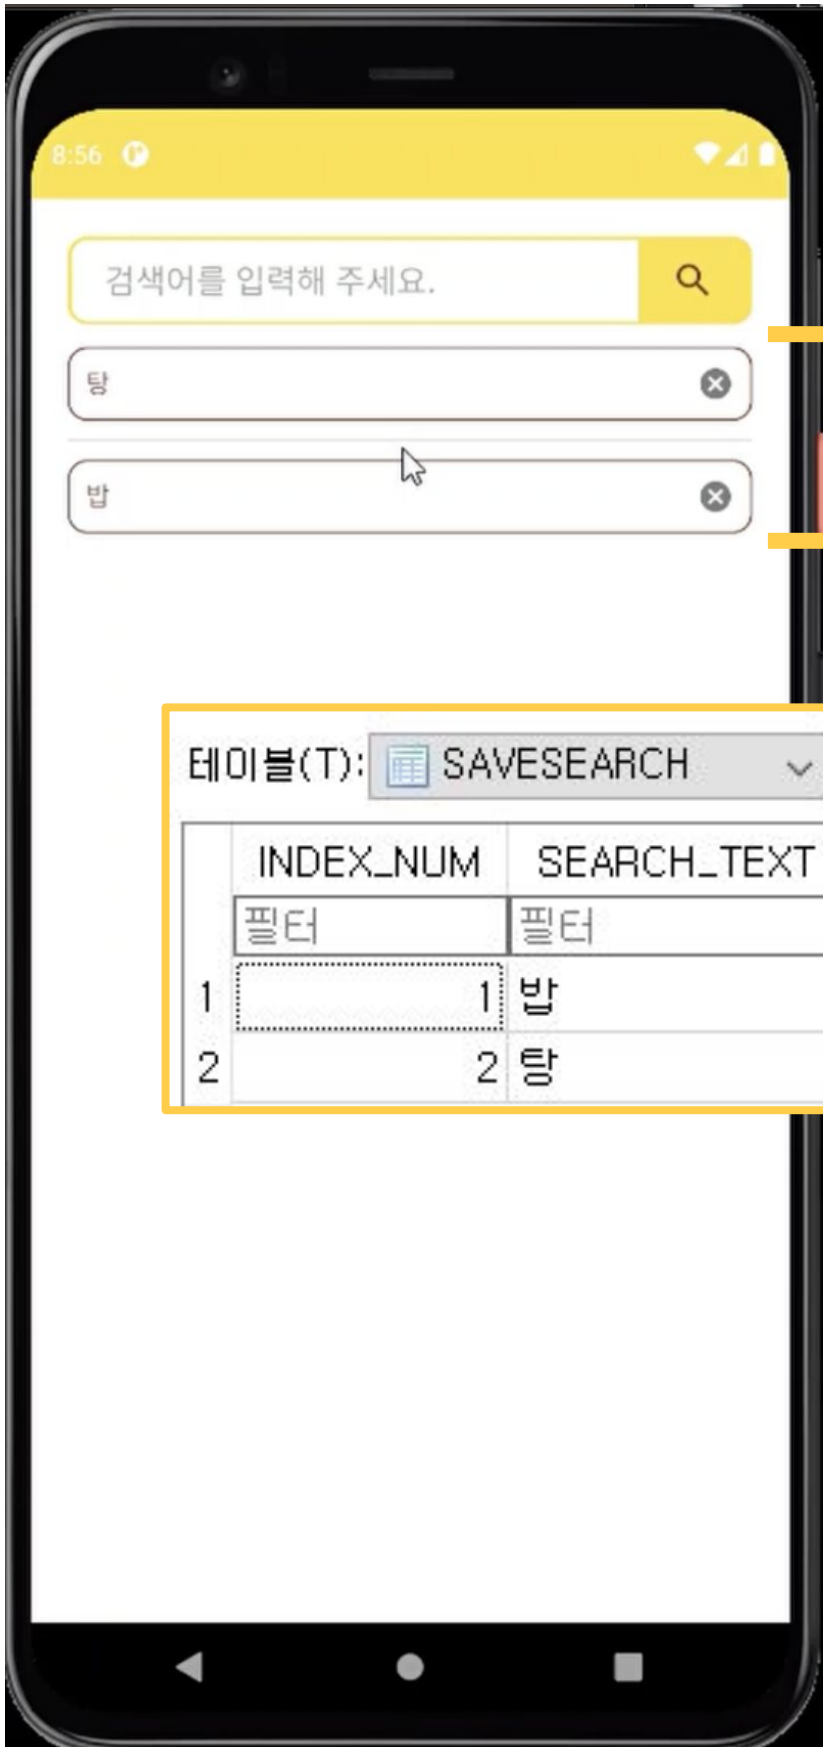 8:56
검색어를 입력해 주세요.
탕
밥
테이블(T): SAVESEARCH
INDEX_NUM SEARCH_TEXT
필터 필터
1 1 밥
2 2 탕